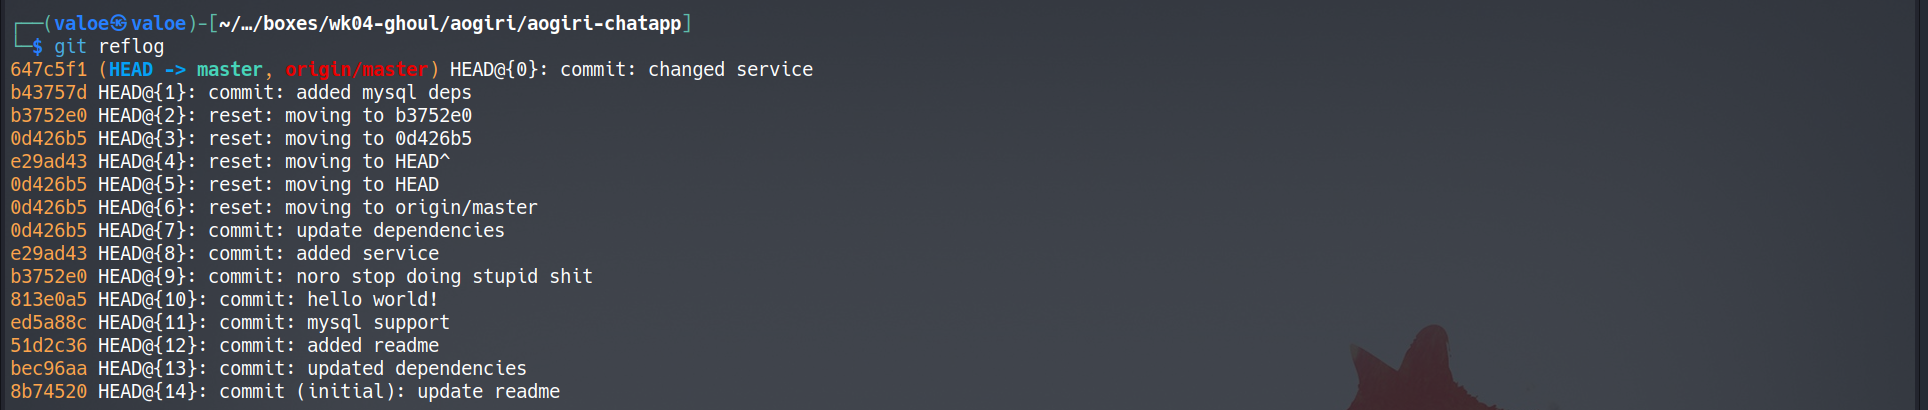 ┌──(valoe㉿valoe)-[~/…/boxes/wk04-ghoul/aogiri/aogiri-chatapp]
└─$ git reflog
647c5f1 (HEAD -> master, origin/master) HEAD@{0}: commit: changed service
b43757d HEAD@{1}: commit: added mysql deps
b3752e0 HEAD@{2}: reset: moving to b3752e0
0d426b5 HEAD@{3}: reset: moving to 0d426b5
e29ad43 HEAD@{4}: reset: moving to HEAD^
0d426b5 HEAD@{5}: reset: moving to HEAD
0d426b5 HEAD@{6}: reset: moving to origin/master
0d426b5 HEAD@{7}: commit: update dependencies
e29ad43 HEAD@{8}: commit: added service
b3752e0 HEAD@{9}: commit: noro stop doing stupid shit
813e0a5 HEAD@{10}: commit: hello world!
ed5a88c HEAD@{11}: commit: mysql support
51d2c36 HEAD@{12}: commit: added readme
bec96aa HEAD@{13}: commit: updated dependencies
8b74520 HEAD@{14}: commit (initial): update readme